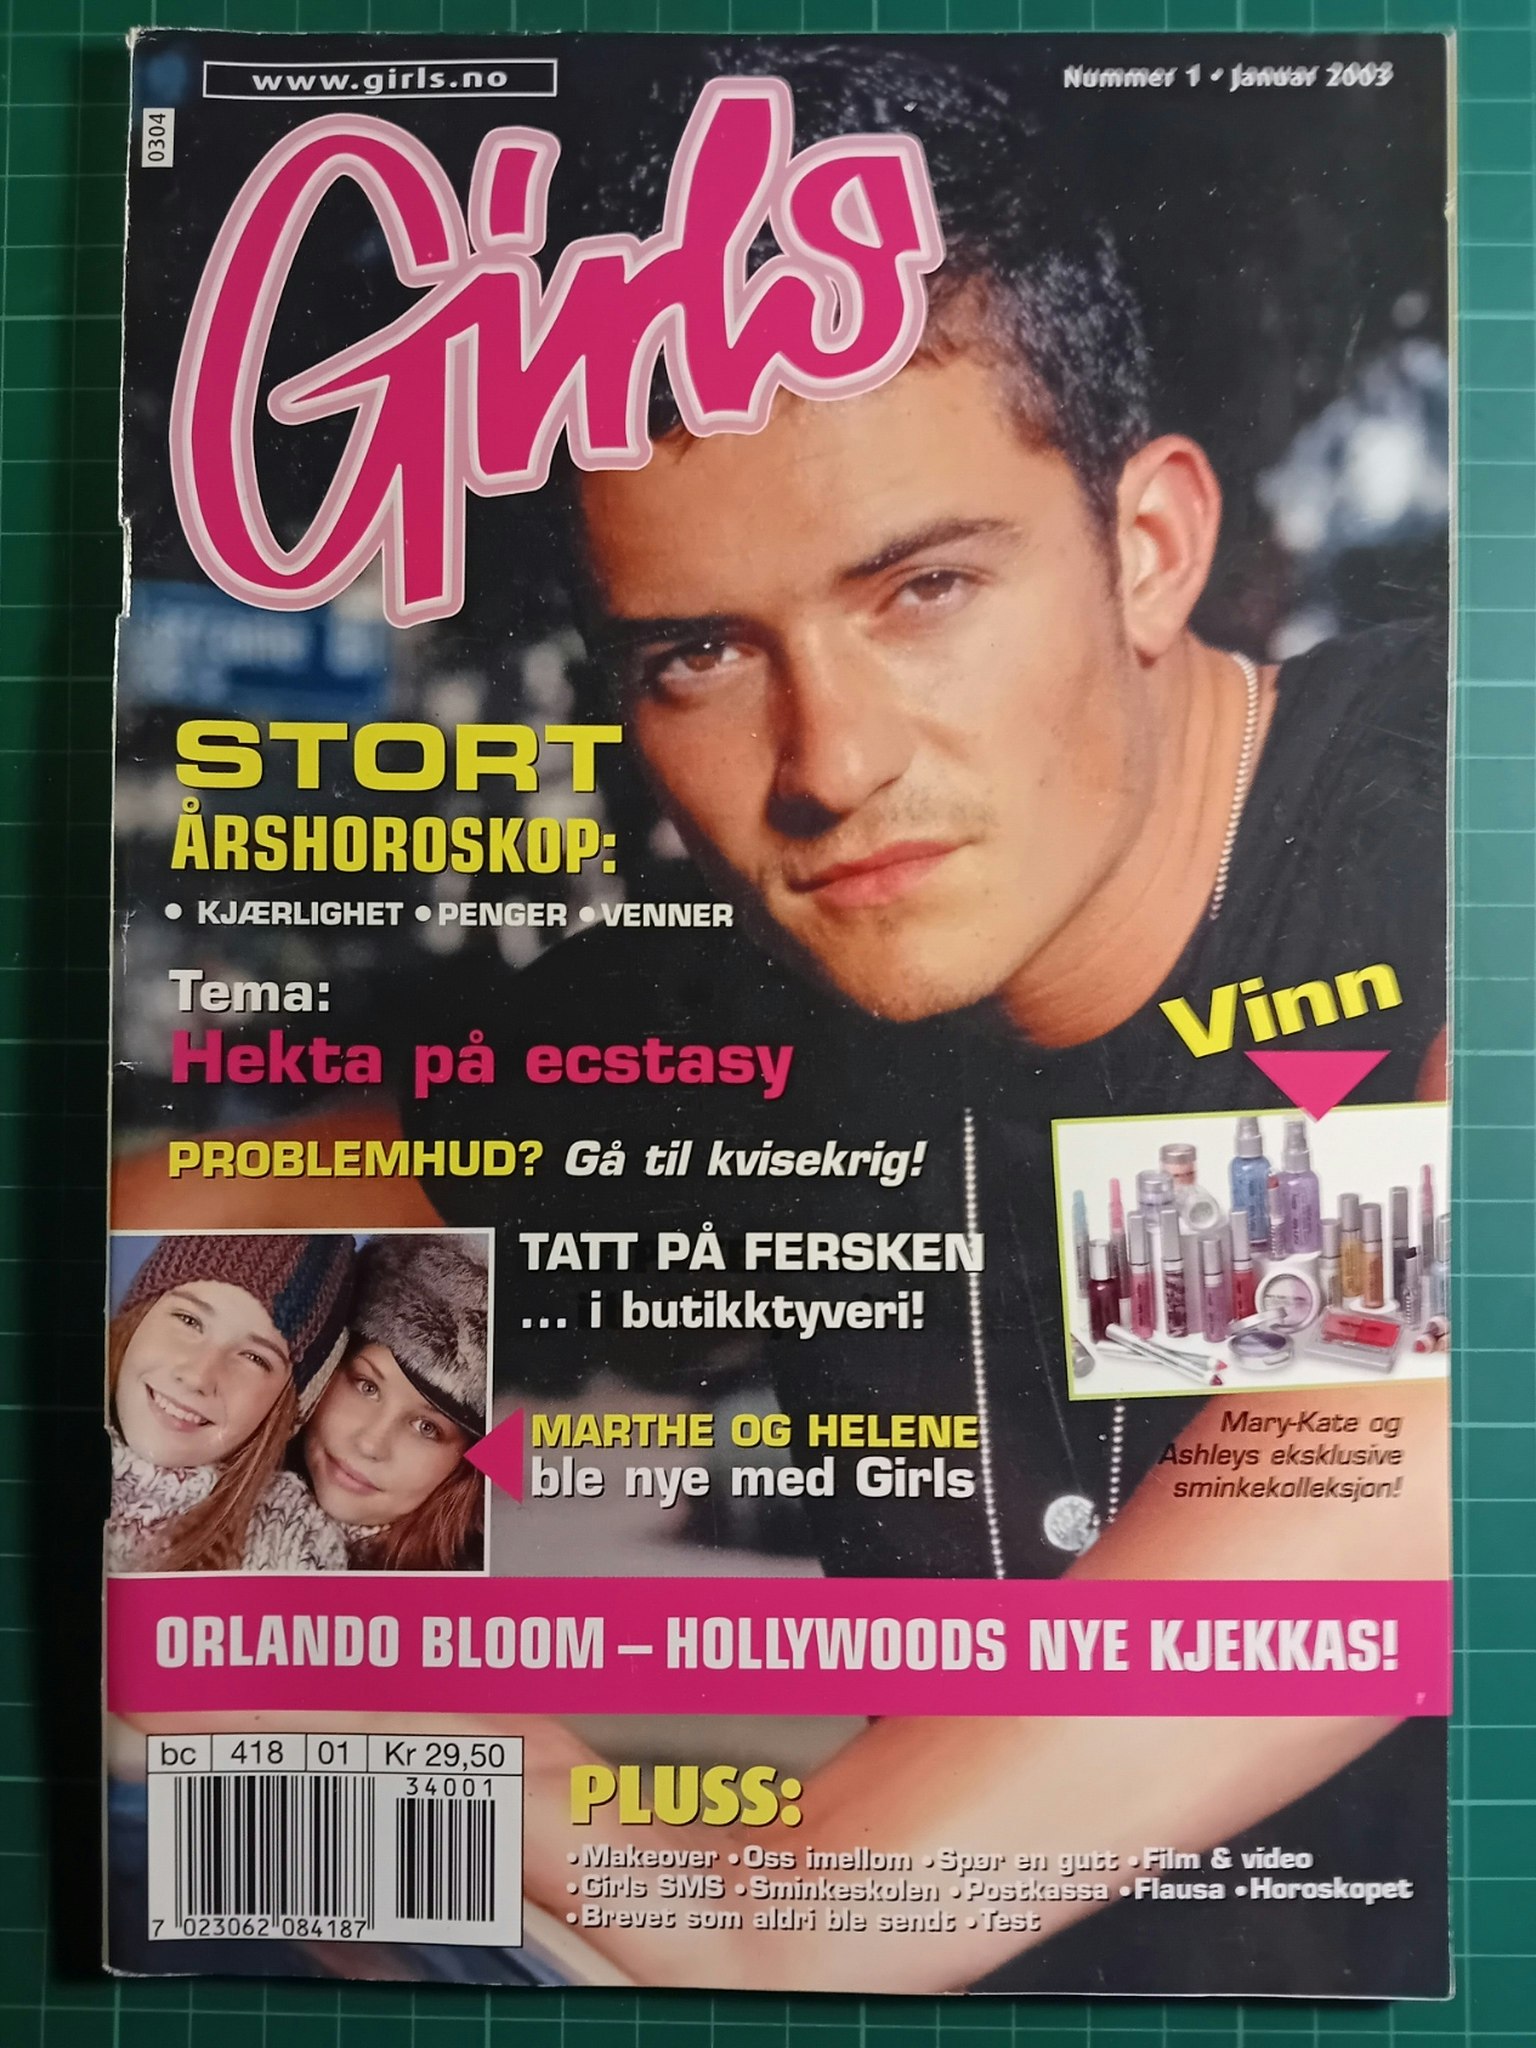 www.girls.no
Nummer 1 • Januar 2003
0304
Girls
STORT
ÅRSHOROSKOP:
• KJÆRLIGHET • PENGER • VENNER
Tema:
Hekta på ecstasy
PROBLEMHUD? Gå til kvisekrig!
Vinn
TATT PÅ FERSKEN
... i butikktyveri!
MARTHE OG HELENE
ble nye med Girls
Mary-Kate og
Ashleys eksklusive
sminkekolleksjon!
ORLANDO BLOOM – HOLLYWOODS NYE KJEKKAS!
bc 418 01 Kr 29,50
34001
7 023062 084187
PLUSS:
• Makeover • Oss imellom • Spør en gutt • Film & video
• Girls SMS • Sminkeskolen • Postkassa • Flausa • Horoskopet
• Brevet som aldri ble sendt • Test